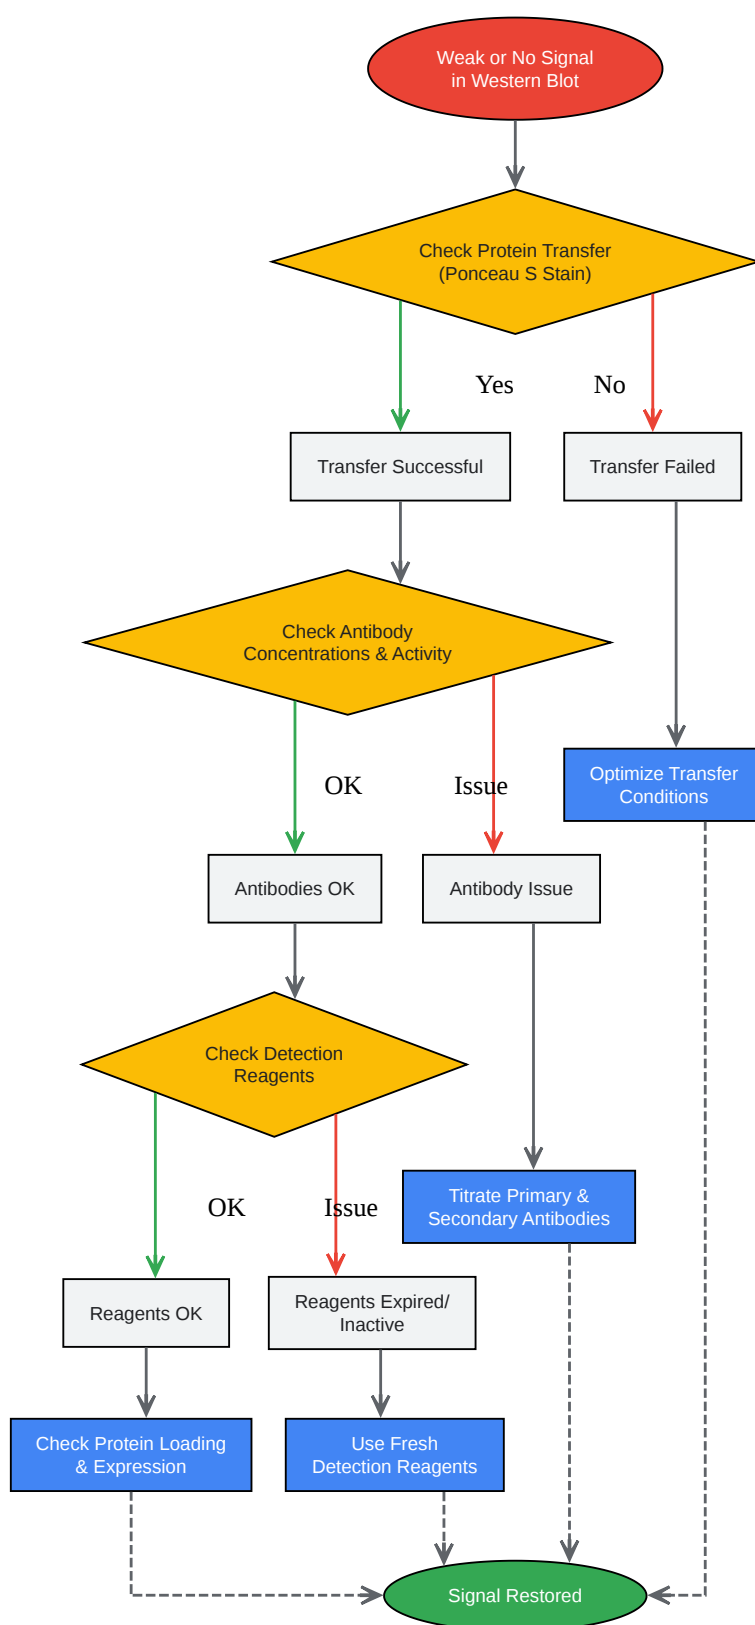 Weak or No Signal
in Western Blot
Check Protein Transfer
(Ponceau S Stain)
Yes
No
Transfer Successful
Transfer Failed
Check Antibody
Concentrations & Activity
OK
Issue
Optimize Transfer
Conditions
Antibodies OK
Antibody Issue
Check Detection
Reagents
OK
Issue
Titrate Primary &
Secondary Antibodies
Reagents OK
Reagents Expired/
Inactive
Check Protein Loading
& Expression
Use Fresh
Detection Reagents
Signal Restored